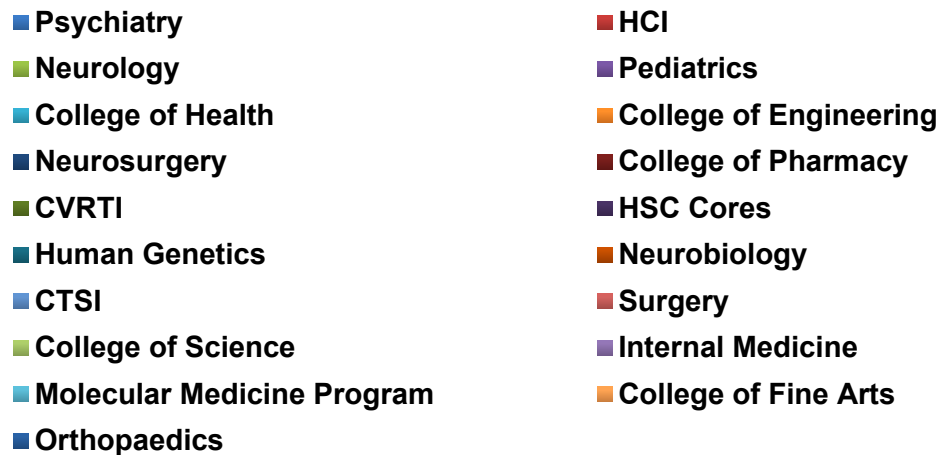 Psychiatry
HCI
Neurology
Pediatrics
College of Health
College of Engineering
Neurosurgery
College of Pharmacy
CVRTI
HSC Cores
Human Genetics
Neurobiology
CTSI
Surgery
College of Science
Internal Medicine
Molecular Medicine Program
College of Fine Arts
Orthopaedics